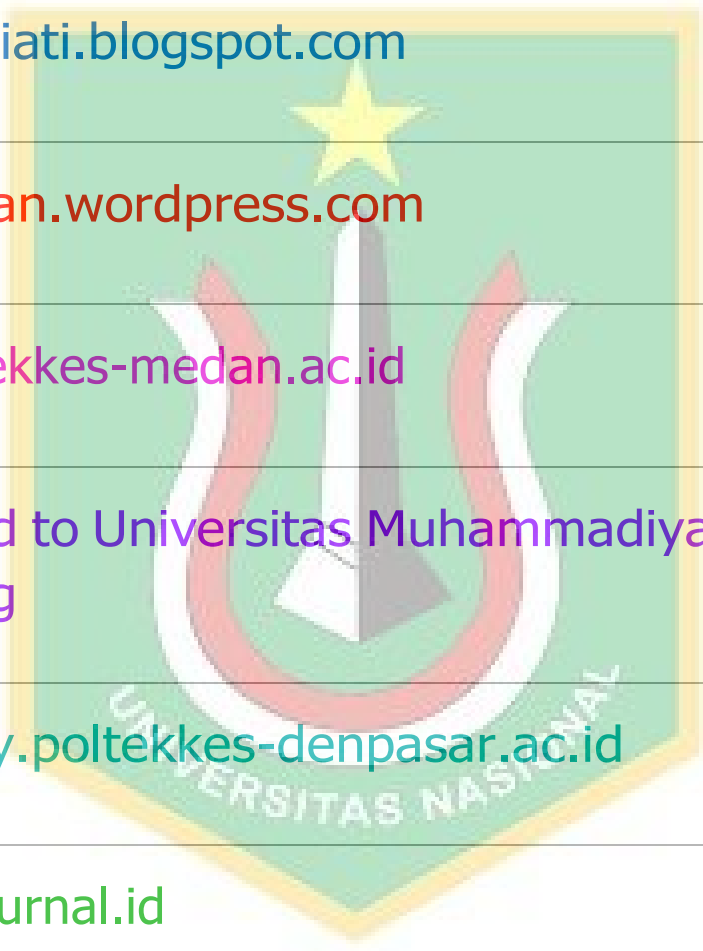 iati.blogspot.com
an.wordpress.com
ekkes-medan.ac.id
d to Universitas Muhammadiya
g
y.poltekkes-denpasar.ac.id
UNIVERSITAS NASIONAL
urnal.id